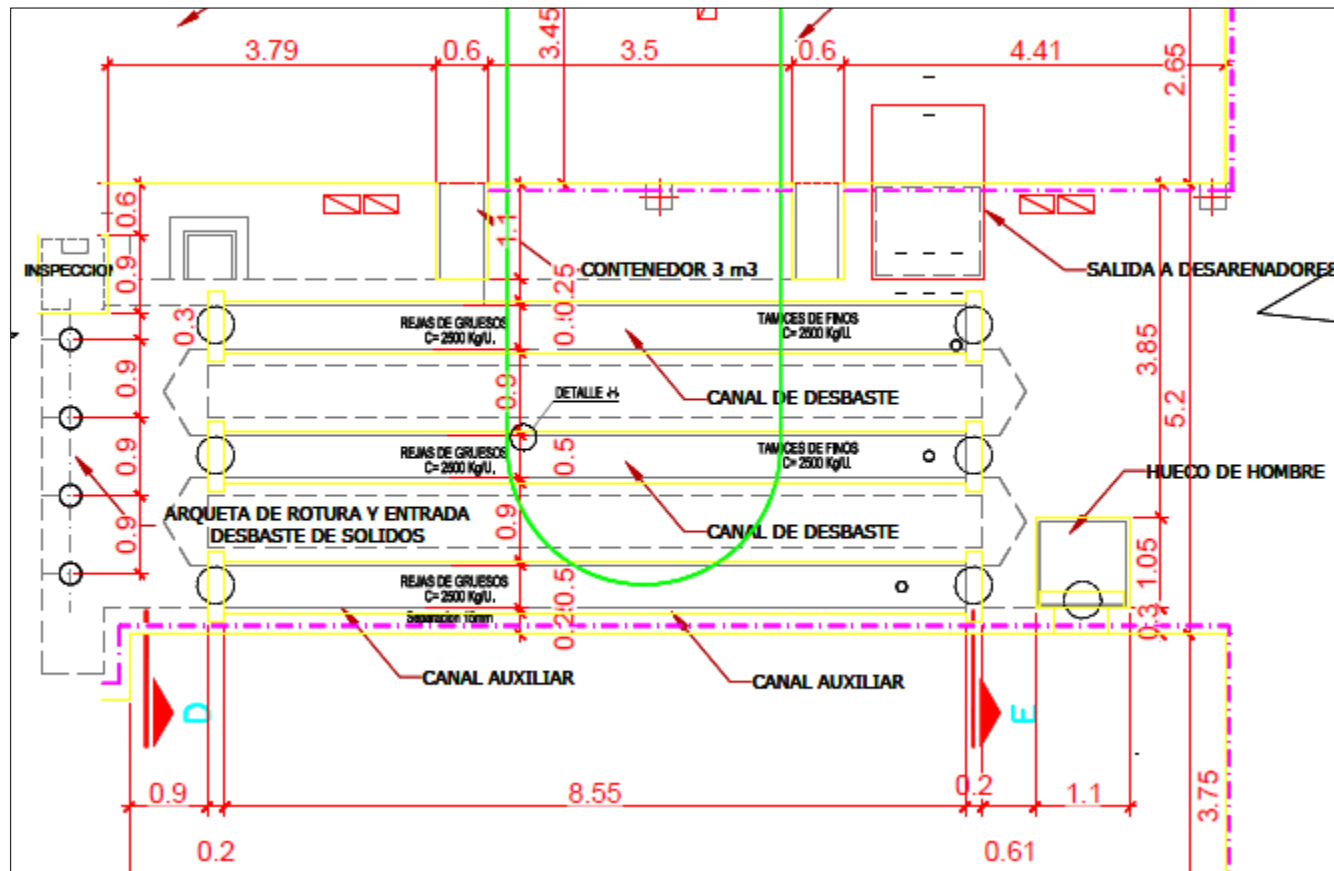 3.79
0.6
3.45
3.5
0.6
4.41
2.65
0.6
1.1
INSPECCION
0.9
CONTENEDOR 3 m3
SALIDA A DESARENADORES
0.25
0.3
REJAS DE GRUESOS
C= 2500 Kg/U.
0.5
TAMICES DE FINOS
C= 2500 Kg/U.
3.85
0.9
0.9
DETALLE -H-
CANAL DE DESBASTE
5.2
0.9
REJAS DE GRUESOS
C= 2500 Kg/U.
0.5
TAMICES DE FINOS
C= 2500 Kg/U.
HUECO DE HOMBRE
ARQUETA DE ROTURA Y ENTRADA
DESBASTE DE SOLIDOS
0.9
0.9
CANAL DE DESBASTE
REJAS DE GRUESOS
C= 2500 Kg/U.
Separacion 15mm
0.5
0.25
1.05
0.3
CANAL AUXILIAR
CANAL AUXILIAR
D
E
0.9
8.55
0.2
1.1
3.75
0.2
0.61